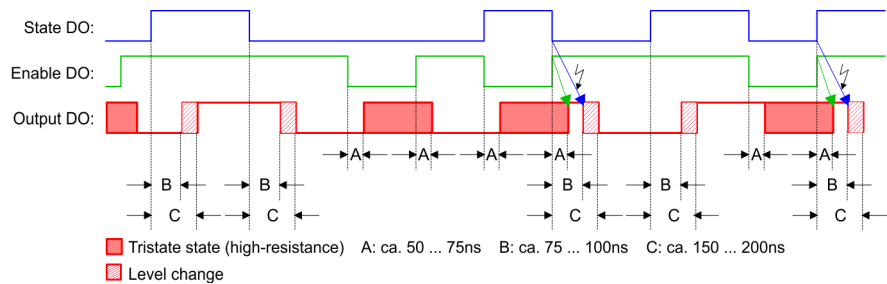 State DO:
Enable DO:
Output DO:
A A A A A A
B B B B B
C C C C C
Tristate state (high-resistance) A: ca. 50 ... 75ns B: ca. 75 ... 100ns C: ca. 150 ... 200ns
Level change